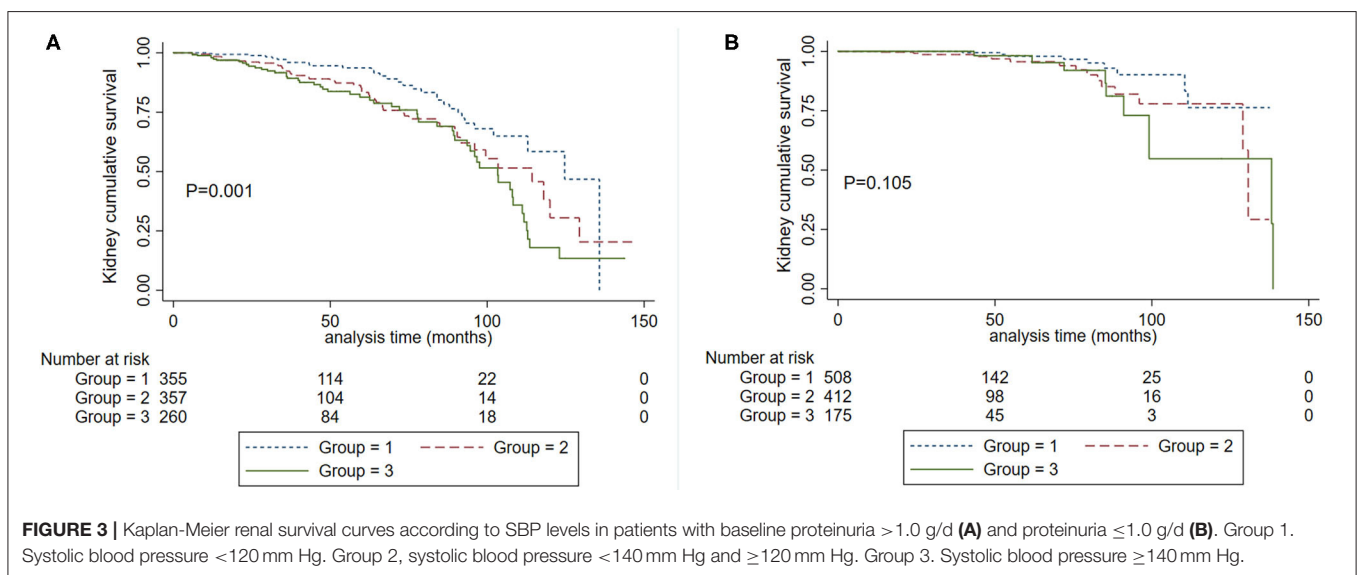 A
Kidney cumulative survival
1.00
0.75
0.50
0.25
0.00
P=0.001
0 50 100 150
analysis time (months)
Number at risk
Group = 1 355 114 22 0
Group = 2 357 104 14 0
Group = 3 260 84 18 0
Group = 1 Group = 2
Group = 3
B
Kidney cumulative survival
1.00
0.75
0.50
0.25
0.00
P=0.105
0 50 100 150
analysis time (months)
Number at risk
Group = 1 508 142 25 0
Group = 2 412 98 16 0
Group = 3 175 45 3 0
Group = 1 Group = 2
Group = 3
FIGURE 3 | Kaplan-Meier renal survival curves according to SBP levels in patients with baseline proteinuria >1.0 g/d (A) and proteinuria ≤1.0 g/d (B). Group 1.
Systolic blood pressure <120 mm Hg. Group 2, systolic blood pressure <140 mm Hg and ≥120 mm Hg. Group 3. Systolic blood pressure ≥140 mm Hg.